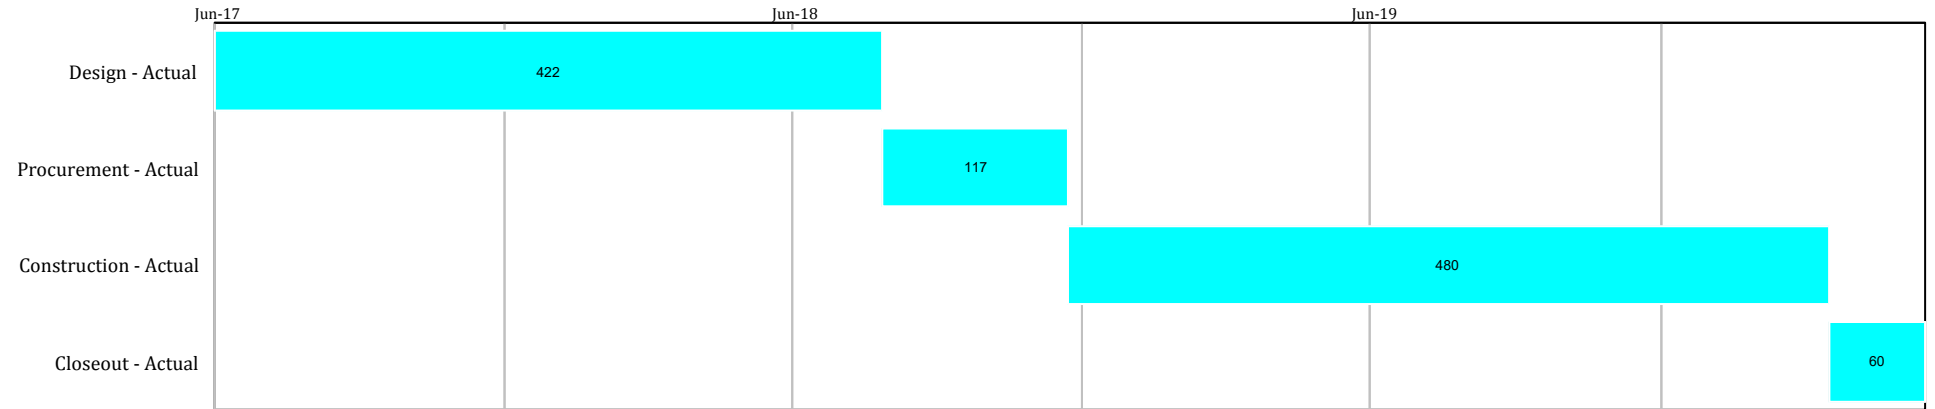 Jun-17 Jun-18 Jun-19
Design - Actual 422
Procurement - Actual 117
Construction - Actual 480
Closeout - Actual 60